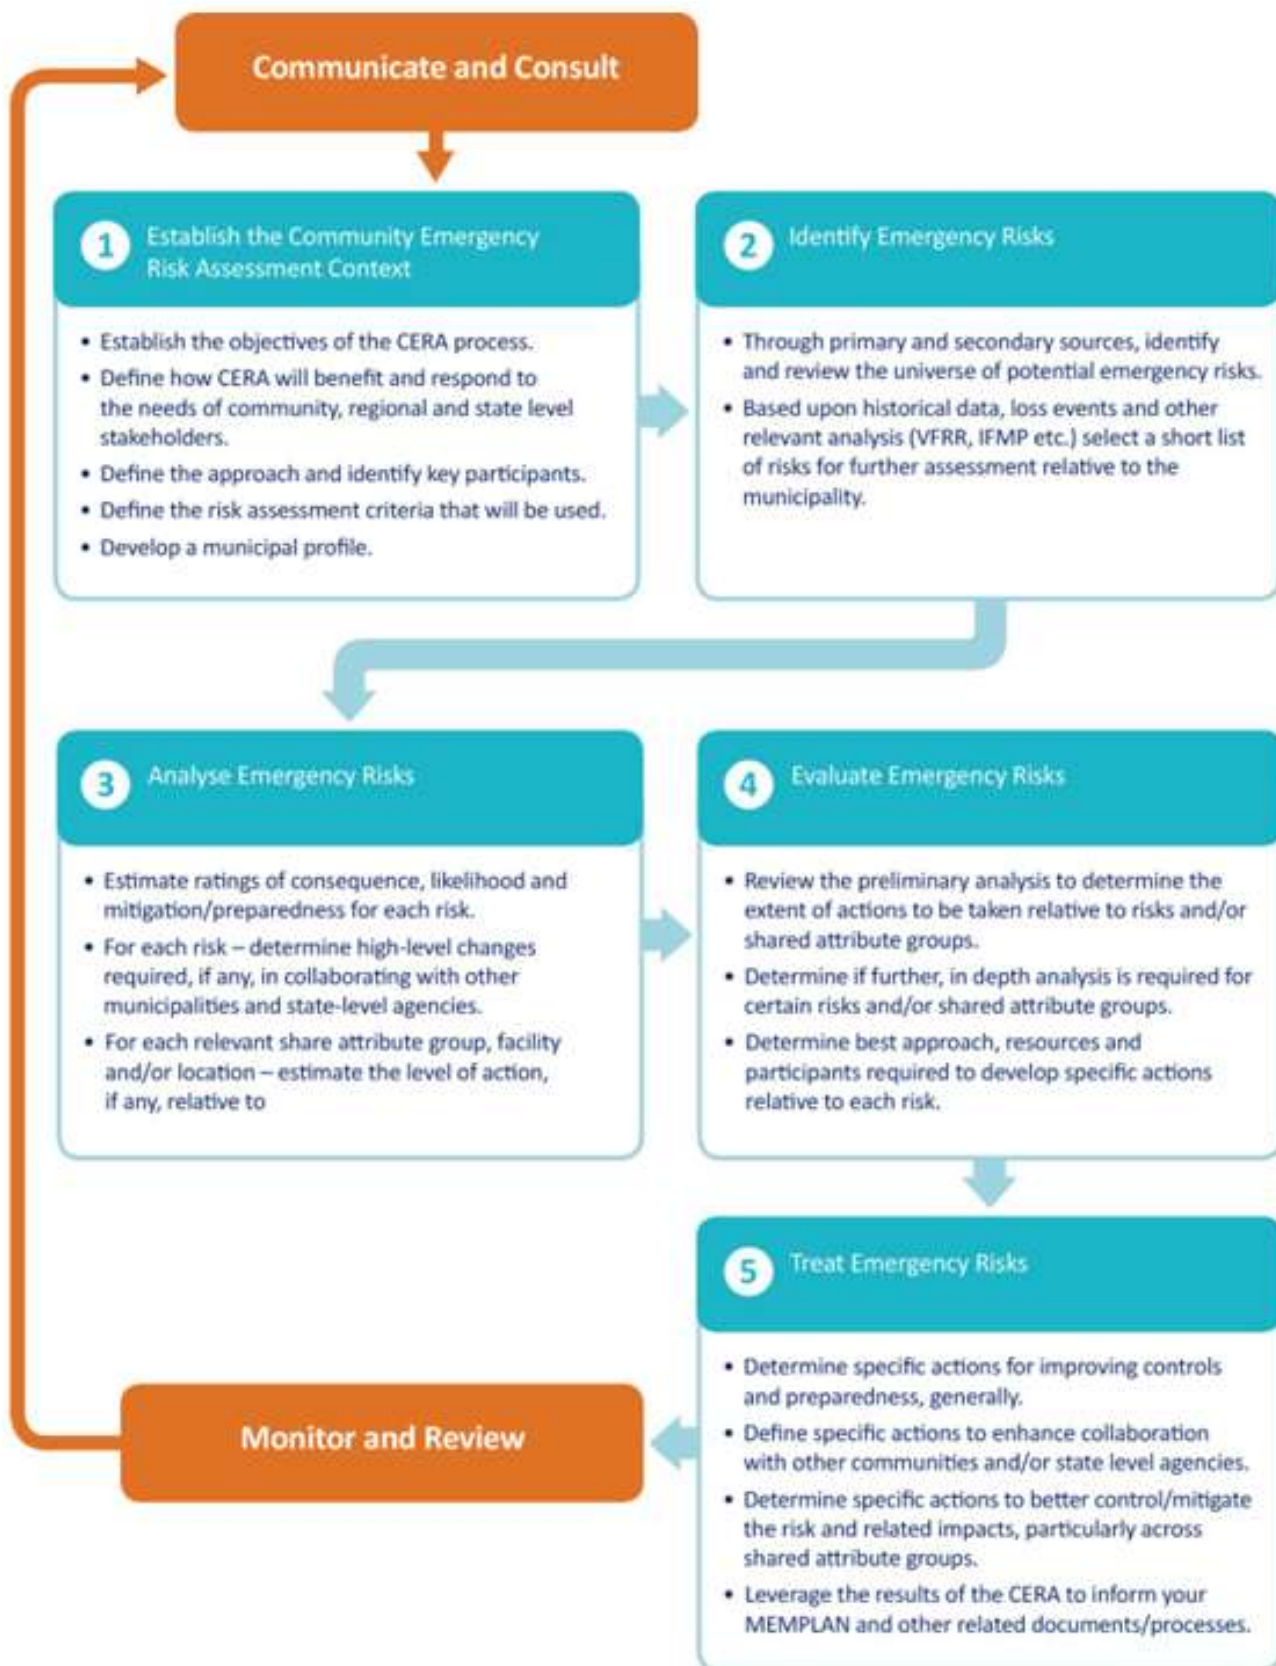 Communicate and Consult
1
Establish the Community Emergency
Risk Assessment Context
• Establish the objectives of the CERA process.
• Define how CERA will benefit and respond to
the needs of community, regional and state level
stakeholders.
• Define the approach and identify key participants.
• Define the risk assessment criteria that will be used.
• Develop a municipal profile.
2
Identify Emergency Risks
• Through primary and secondary sources, identify
and review the universe of potential emergency risks.
• Based upon historical data, loss events and other
relevant analysis (VFRR, IFMP etc.) select a short list
of risks for further assessment relative to the
municipality.
3
Analyse Emergency Risks
• Estimate ratings of consequence, likelihood and
mitigation/preparedness for each risk.
• For each risk – determine high-level changes
required, if any, in collaborating with other
municipalities and state-level agencies.
• For each relevant share attribute group, facility
and/or location – estimate the level of action,
if any, relative to
4
Evaluate Emergency Risks
• Review the preliminary analysis to determine the
extent of actions to be taken relative to risks and/or
shared attribute groups.
• Determine if further, in depth analysis is required for
certain risks and/or shared attribute groups.
• Determine best approach, resources and
participants required to develop specific actions
relative to each risk.
5
Treat Emergency Risks
• Determine specific actions for improving controls
and preparedness, generally.
• Define specific actions to enhance collaboration
with other communities and/or state level agencies.
• Determine specific actions to better control/mitigate
the risk and related impacts, particularly across
shared attribute groups.
• Leverage the results of the CERA to inform your
MEMPLAN and other related documents/processes.
Monitor and Review